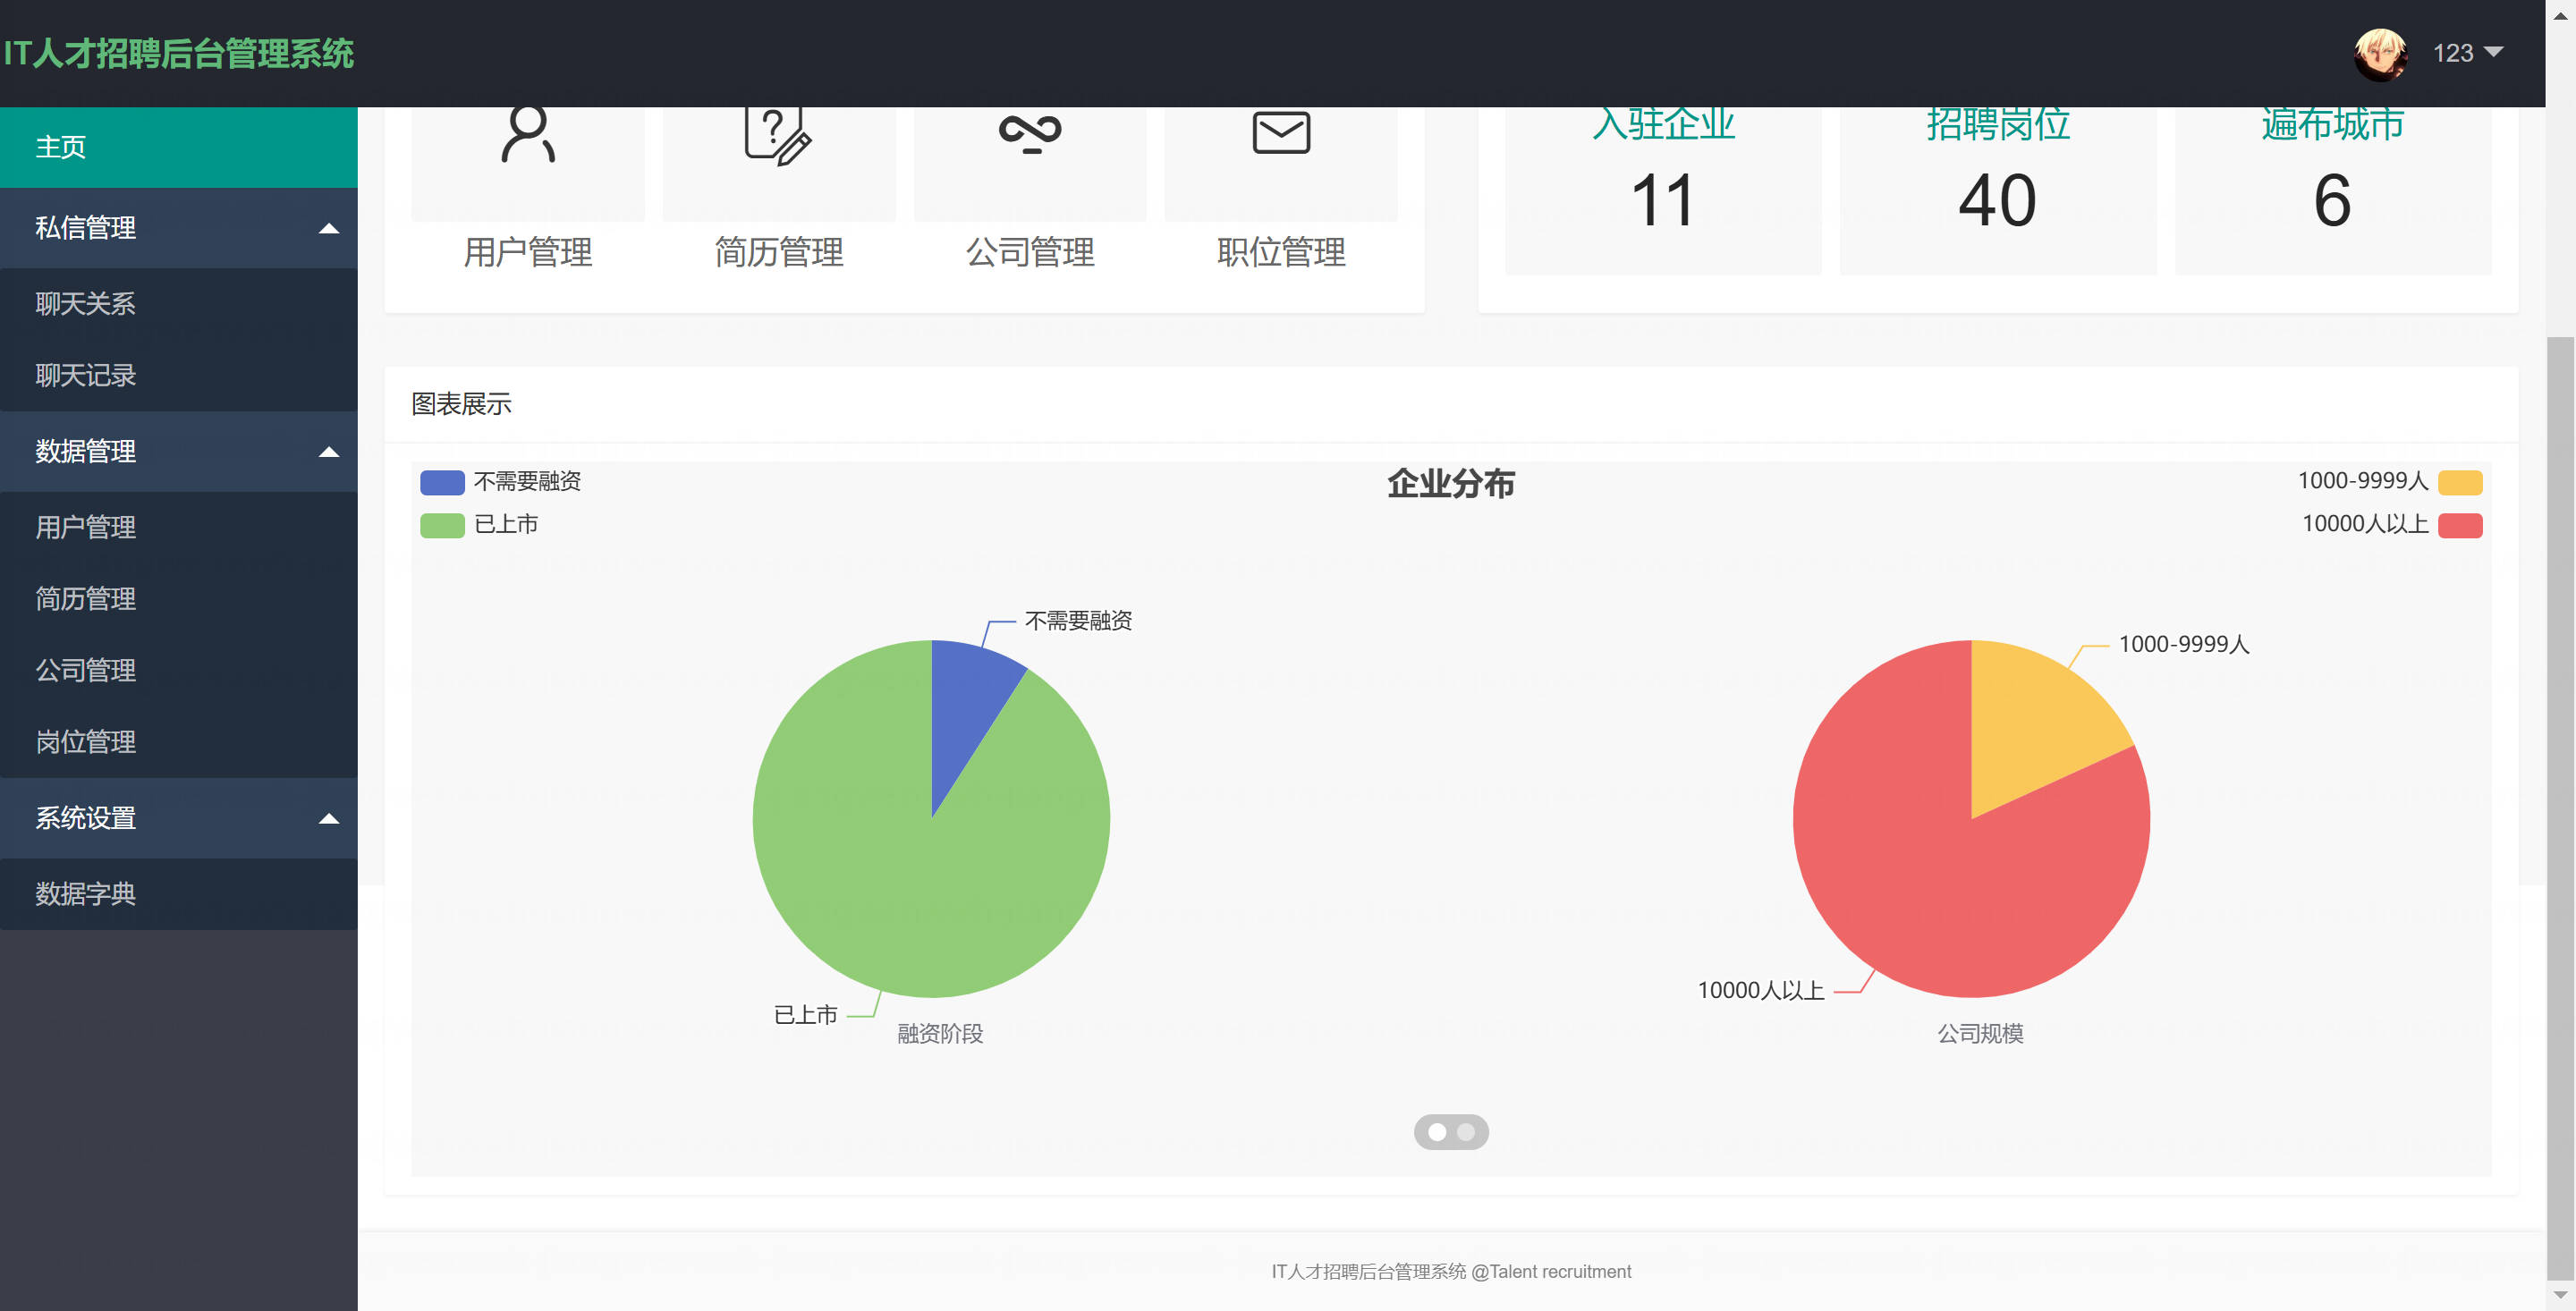 IT人才招聘后台管理系统
123
主页
私信管理
聊天关系
聊天记录
数据管理
用户管理
简历管理
公司管理
岗位管理
系统设置
数据字典
用户管理
简历管理
公司管理
职位管理
入驻企业
11
招聘岗位
40
遍布城市
6
图表展示
企业分布
不需要融资
已上市
1000-9999人
10000人以上
不需要融资
已上市
融资阶段
1000-9999人
10000人以上
公司规模
IT人才招聘后台管理系统 @Talent recruitment